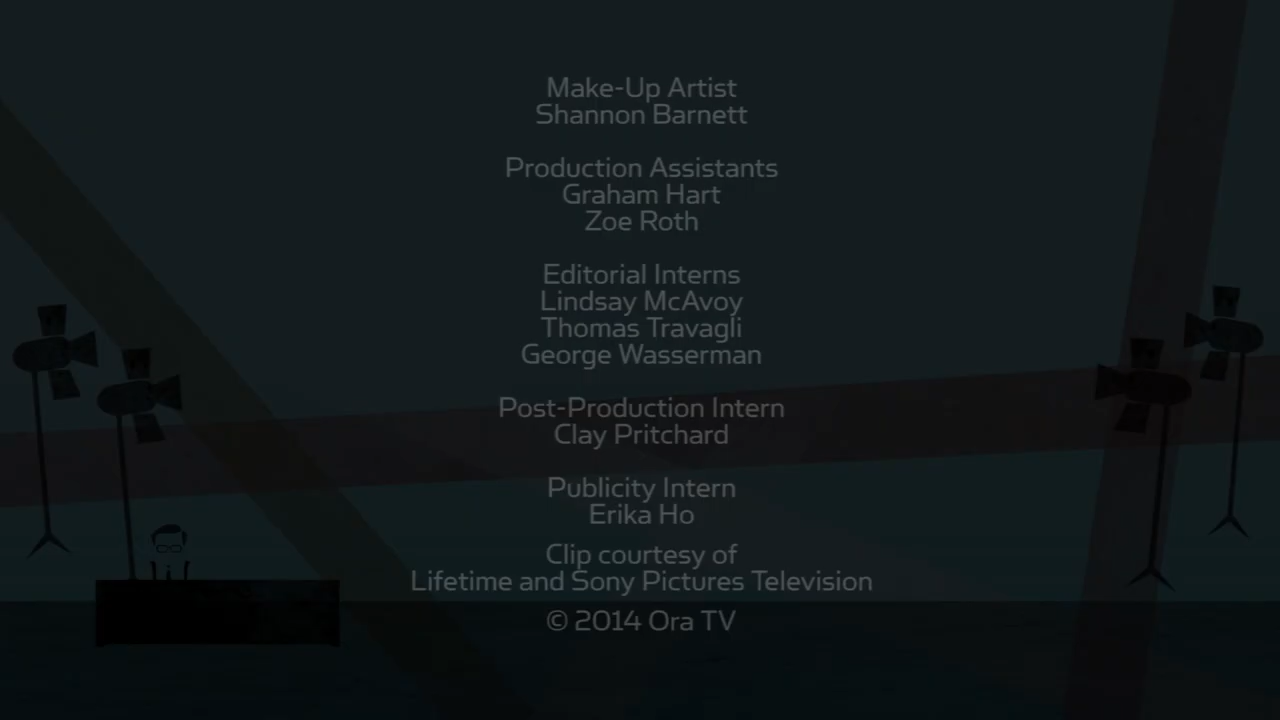 Make-Up Artist
Shannon Barnett
Production Assistants
Graham Hart
Zoe Roth
Editorial Interns
Lindsay McAvoy
Thomas Travagli
George Wasserman
Post-Production Intern
Clay Pritchard
Publicity Intern
Erika Ho
Clip courtesy of
Lifetime and Sony Pictures Television
© 2014 Ora TV